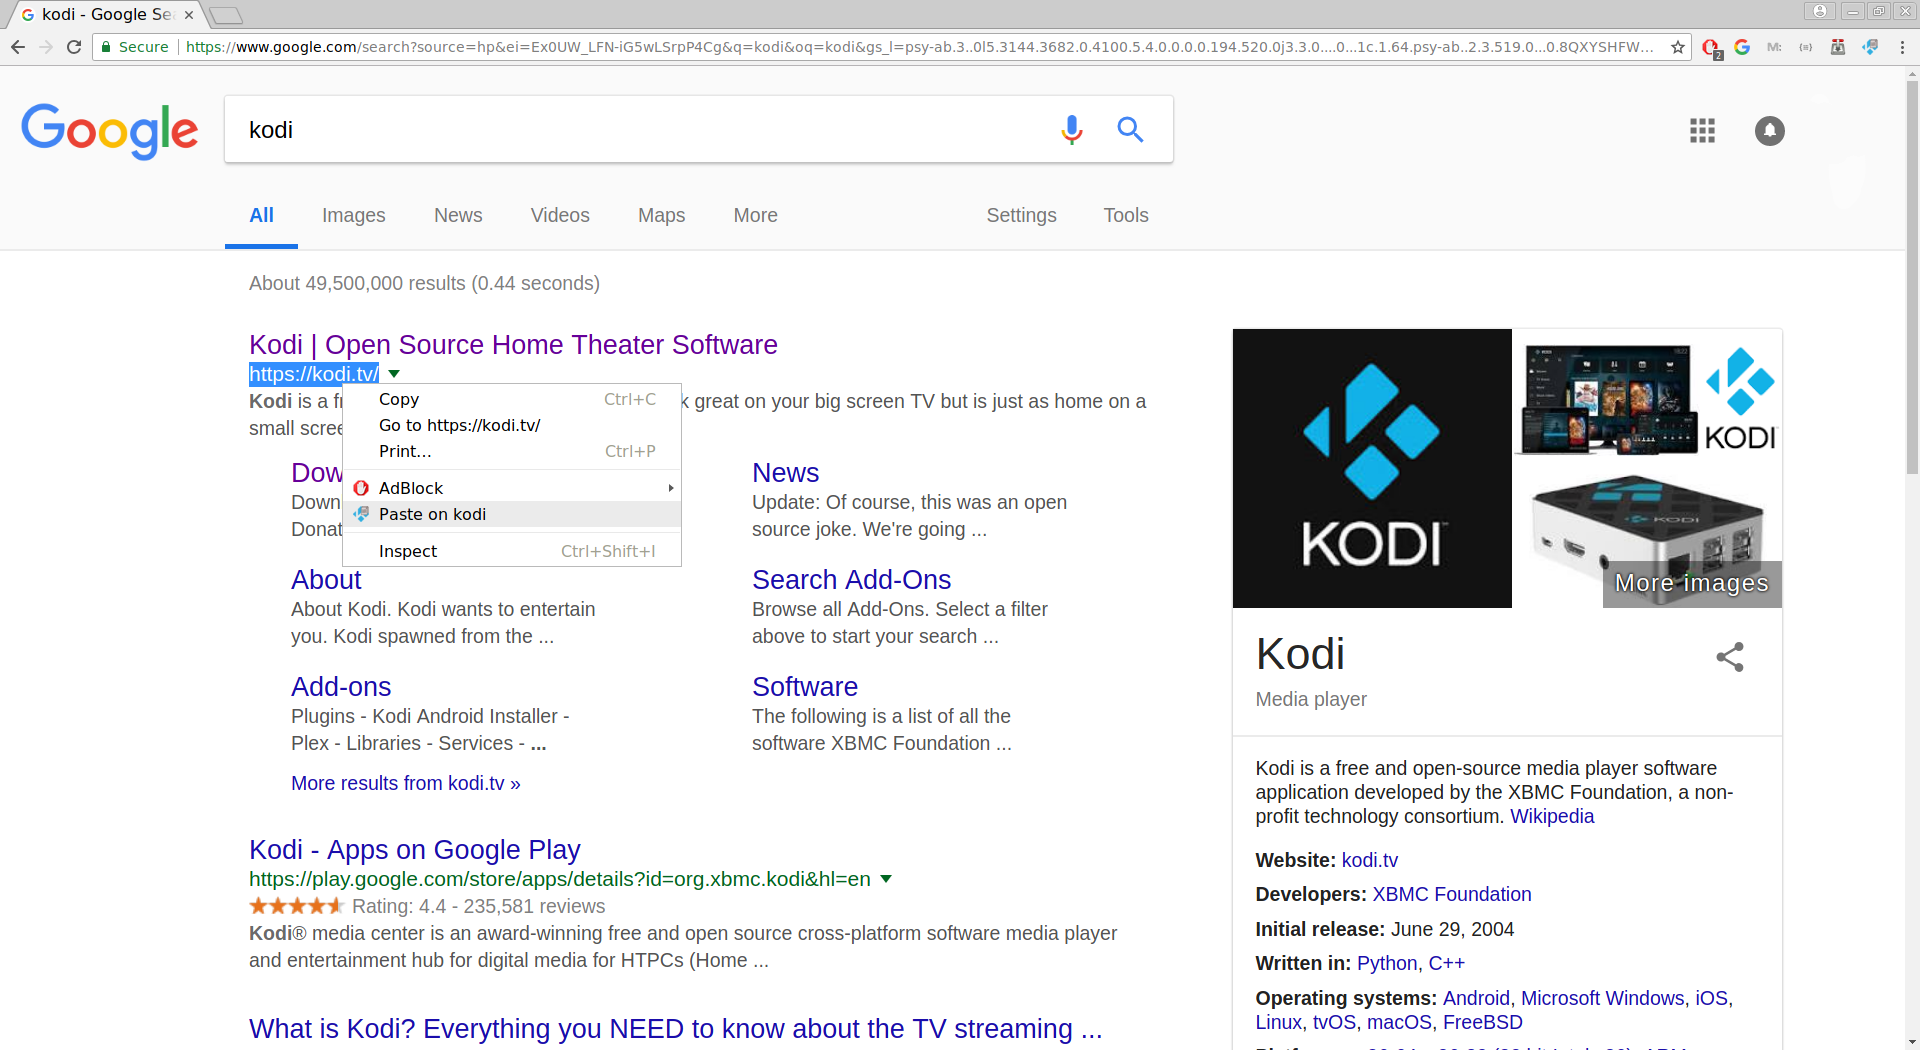 kodi - Google Se
Secure https://www.google.com/search?source=hp&ei=Ex0UW_LFN-iG5wLSrpP4Cg&q=kodi&oq=kodi&gs_l=psy-ab.3..0l5.3144.3682.0.4100.5.4.0.0.0.0.194.520.0j3.3.0....0...1c.1.64.psy-ab..2.3.519.0...0.8QXYSHFW...
2
Google
kodi
All Images News Videos Maps More Settings Tools
About 49,500,000 results (0.44 seconds)
Kodi | Open Source Home Theater Software
https://kodi.tv/
Kodi is a great on your big screen TV but is just as home on a
small
Copy Ctrl+C
Go to https://kodi.tv/
Print... Ctrl+P
AdBlock
Paste on kodi
Inspect Ctrl+Shift+I
Dow
Down
Donat
News
Update: Of course, this was an open
source joke. We're going ...
About
About Kodi. Kodi wants to entertain
you. Kodi spawned from the ...
Search Add-Ons
Browse all Add-Ons. Select a filter
above to start your search ...
Add-ons
Plugins - Kodi Android Installer -
Plex - Libraries - Services - ...
Software
The following is a list of all the
software XBMC Foundation ...
More results from kodi.tv »
Kodi - Apps on Google Play
https://play.google.com/store/apps/details?id=org.xbmc.kodi&hl=en
Rating: 4.4 - 235,581 reviews
Kodi® media center is an award-winning free and open source cross-platform software media player
and entertainment hub for digital media for HTPCs (Home ...
What is Kodi? Everything you NEED to know about the TV streaming ...
KODI
KODI
KODI
More images
Kodi
Media player
Kodi is a free and open-source media player software
application developed by the XBMC Foundation, a non-
profit technology consortium. Wikipedia
Website: kodi.tv
Developers: XBMC Foundation
Initial release: June 29, 2004
Written in: Python, C++
Operating systems: Android, Microsoft Windows, iOS,
Linux, tvOS, macOS, FreeBSD